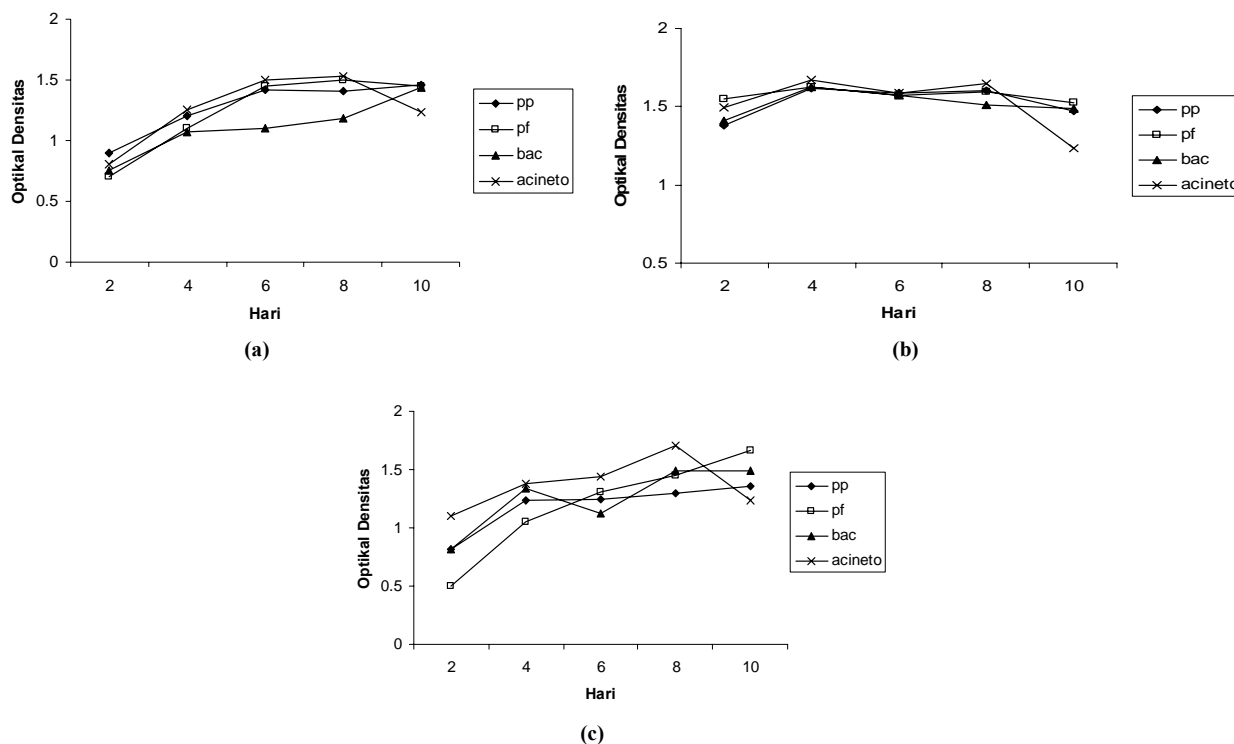 Optikal Densitas
2
1.5
1
0.5
0
2 4 6 8 10
Hari
pp
pf
bac
acineto
(a)
Optikal Densitas
2
1.5
1
0.5
2 4 6 8 10
Hari
pp
pf
bac
acineto
(b)
Optikal Densitas
2
1.5
1
0.5
0
2 4 6 8 10
Hari
pp
pf
bac
acineto
(c)